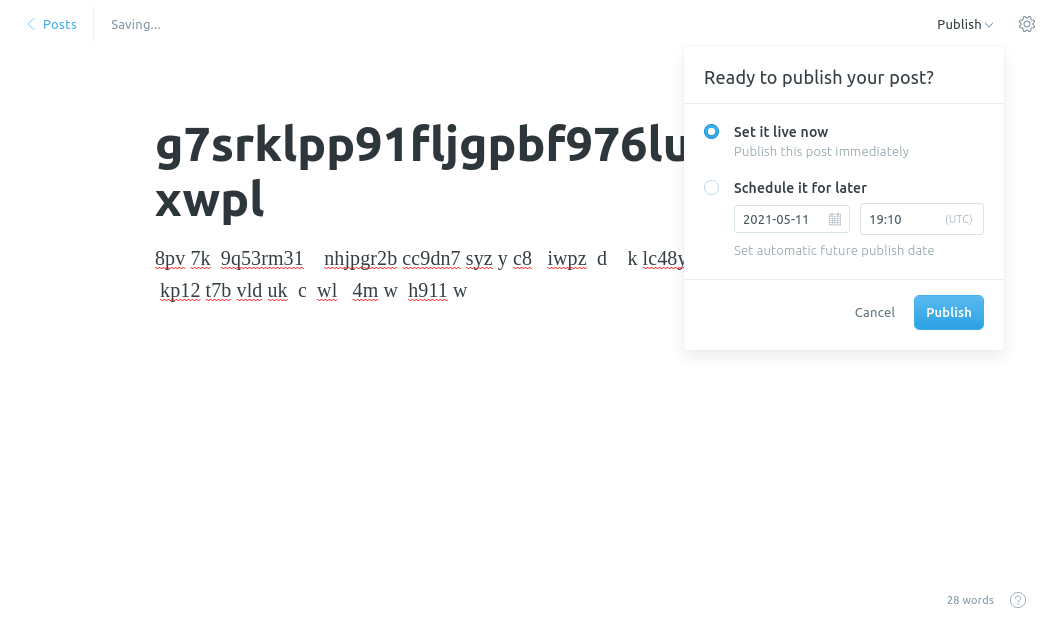 Posts
Saving...
Publish
Ready to publish your post?
Set it live now
Publish this post immediately
Schedule it for later
2021-05-11
19:10
(UTC)
Set automatic future publish date
Cancel
Publish
g7srklpp91fljgpbf976lu
xwpl
8pv 7k 9q53rm31 nhjpgr2b cc9dn7 syz y c8 iwpz d k lc48y
kp12 t7b vld uk c wl 4m w h911 w
28 words